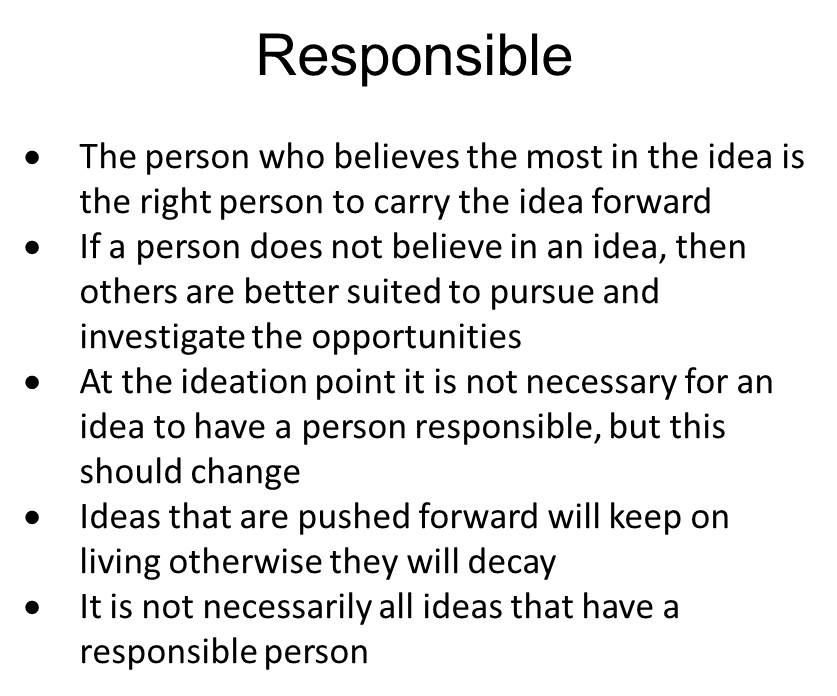 Responsible
• The person who believes the most in the idea is
the right person to carry the idea forward
• If a person does not believe in an idea, then
others are better suited to pursue and
investigate the opportunities
• At the ideation point it is not necessary for an
idea to have a person responsible, but this
should change
• Ideas that are pushed forward will keep on
living otherwise they will decay
• It is not necessarily all ideas that have a
responsible person